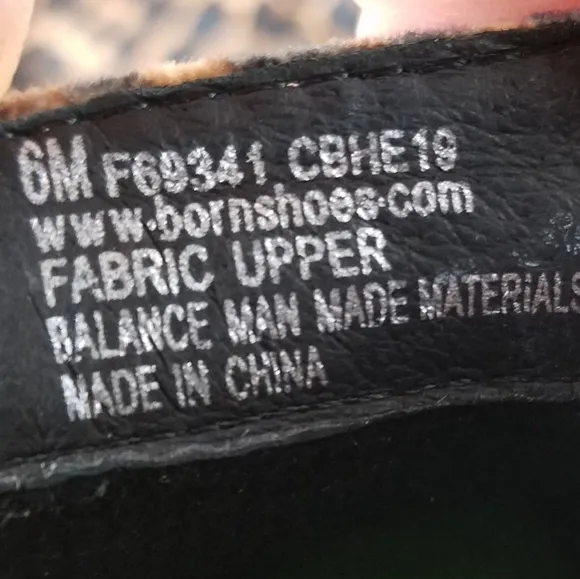 6M F69341 CBHE19
www.bornshoes.com
FABRIC UPPER
BALANCE MAN MADE MATERIALS
MADE IN CHINA